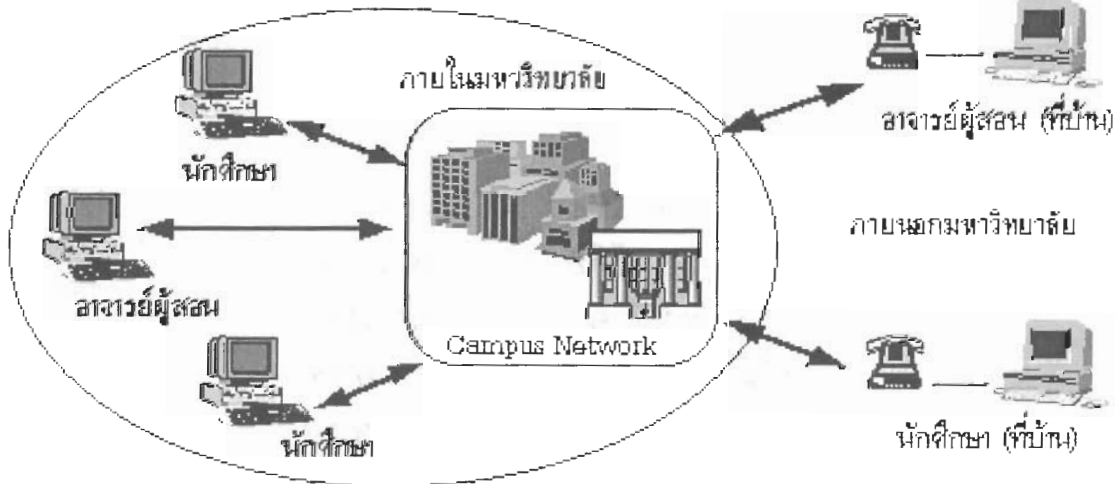 ภายในมหาวิทยาลัย
อาจารย์ผู้สอน (ที่บ้าน)
นักศึกษา
ภายนอกมหาวิทยาลัย
อาจารย์ผู้สอน
Campus Network
นักศึกษา
นักศึกษา (ที่บ้าน)